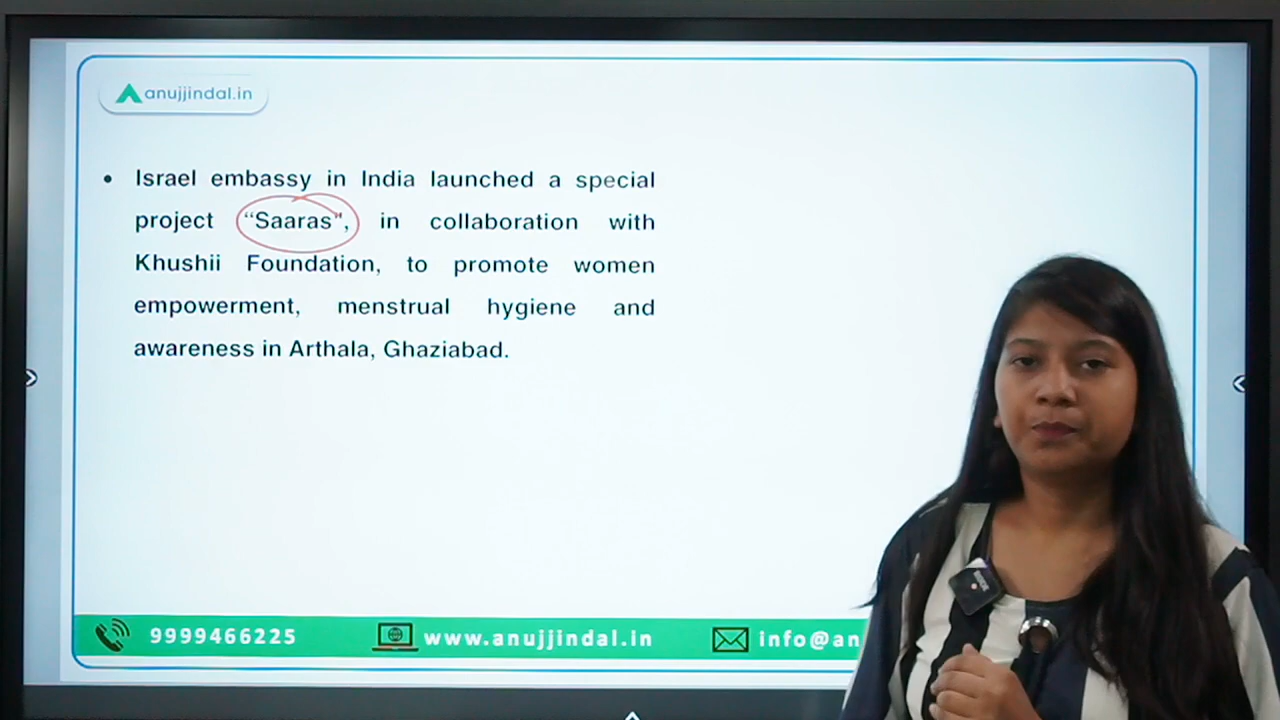 anujjindal.in
• Israel embassy in India launched a special
project "Saaras", in collaboration with
Khushii Foundation, to promote women
empowerment, menstrual hygiene and
awareness in Arthala, Ghaziabad.
9999466225 www.anujjindal.in info@an